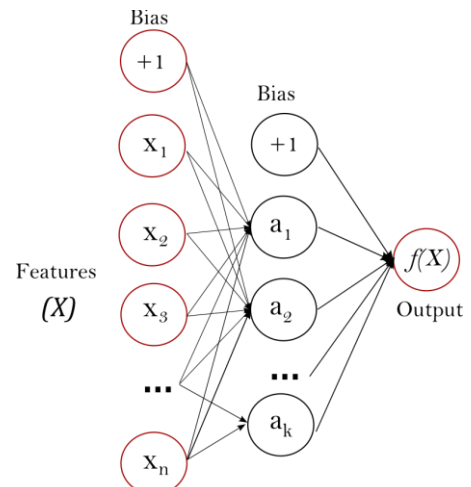 Bias
+1
x1
x2
x3
...
xn
Features
(X)
Bias
+1
a1
a2
...
ak
f(X)
Output